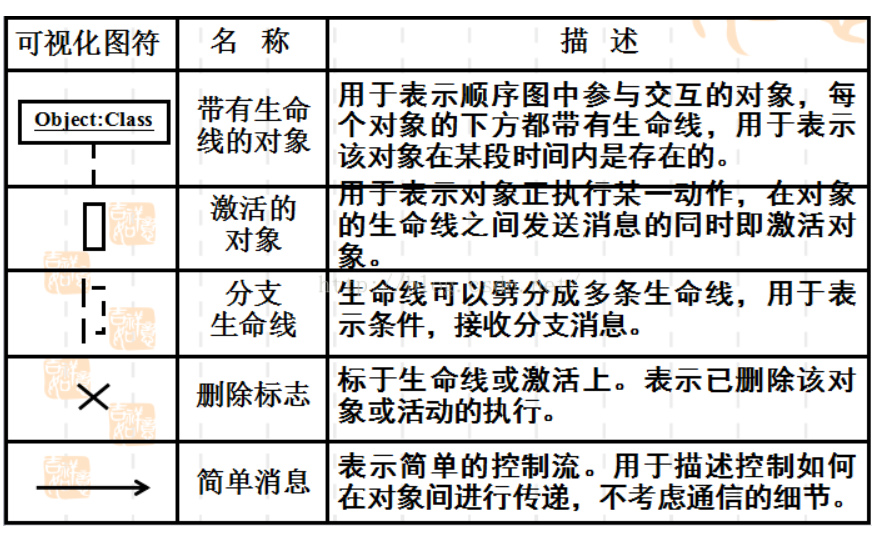 可视化图符 名 称 描 述
Object:Class
带有生命
线的对象
用于表示顺序图中参与交互的对象，每
个对象的下方都带有生命线，用于表示
该对象在某段时间内是存在的。
激活的
对象
用于表示对象正执行某一动作，在对象
的生命线之间发送消息的同时即激活对
象。
分支
生命线
生命线可以劈分成多条生命线，用于表
示条件，接收分支消息。
删除标志
标于生命线或激活上。表示已删除该对
象或活动的执行。
简单消息
表示简单的控制流。用于描述控制如何
在对象间进行传递，不考虑通信的细节。